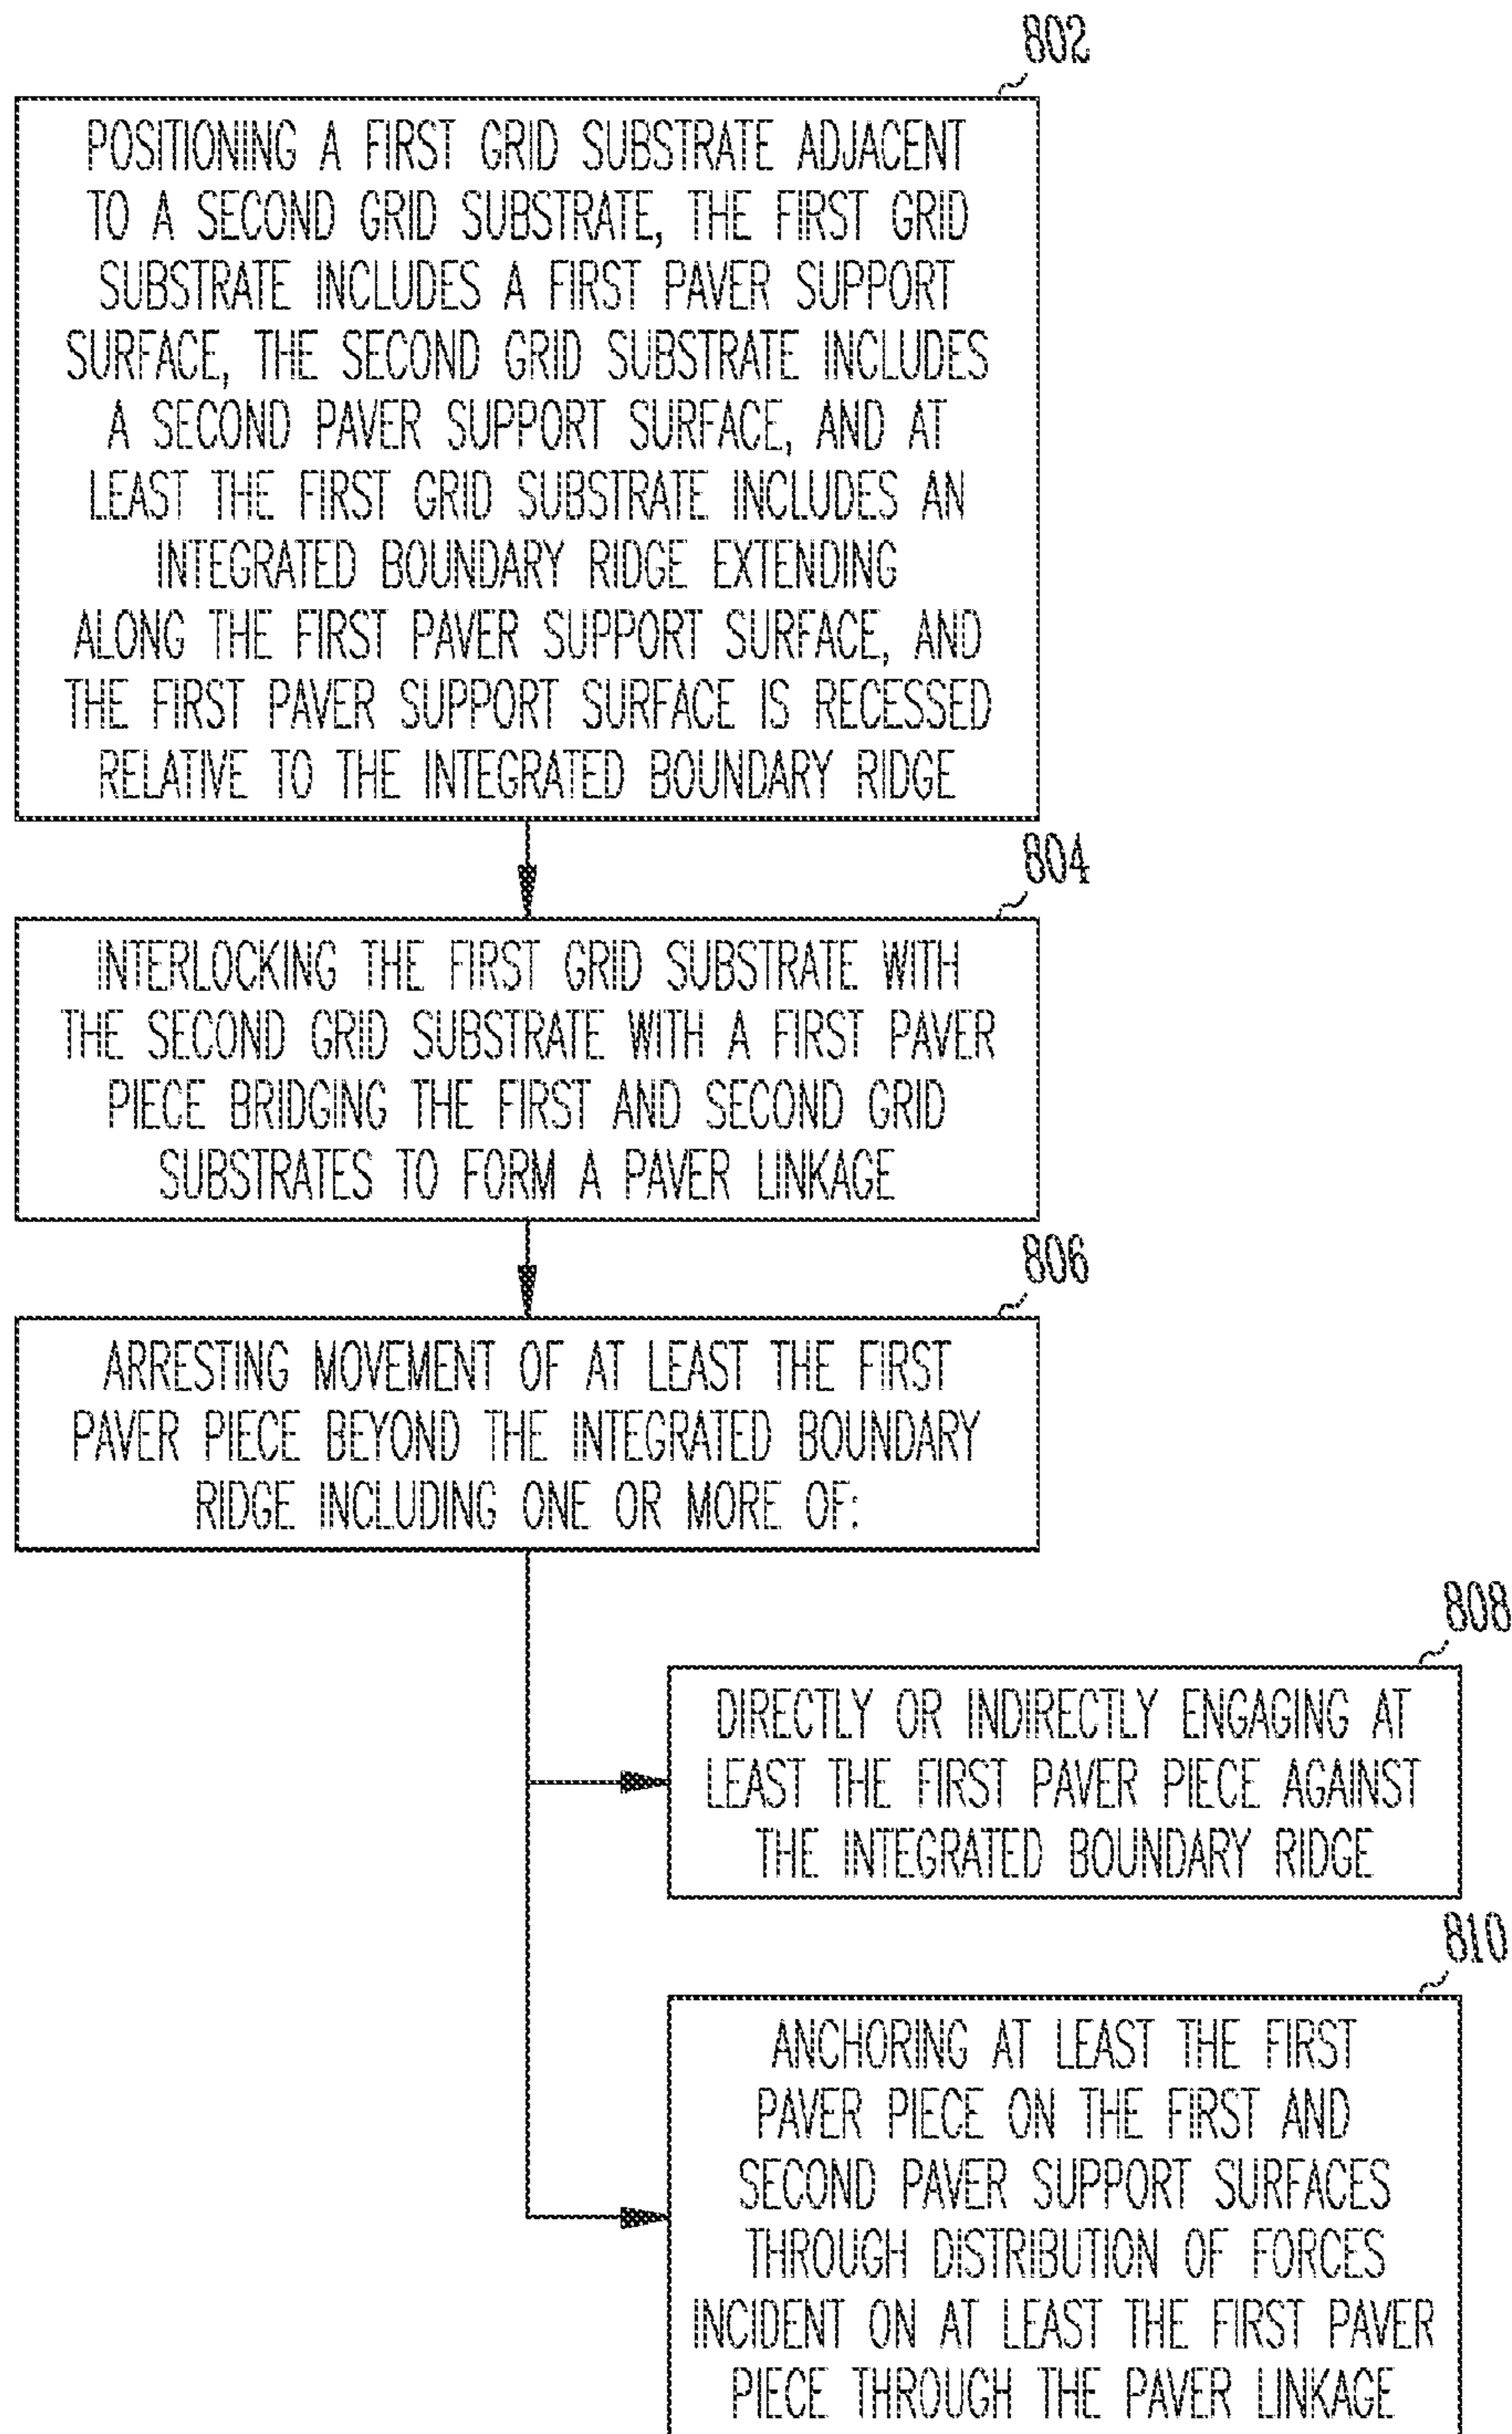 802
POSITIONING A FIRST GRID SUBSTRATE ADJACENT
TO A SECOND GRID SUBSTRATE, THE FIRST GRID
SUBSTRATE INCLUDES A FIRST PAVER SUPPORT
SURFACE, THE SECOND GRID SUBSTRATE INCLUDES
A SECOND PAVER SUPPORT SURFACE, AND AT
LEAST THE FIRST GRID SUBSTRATE INCLUDES AN
INTEGRATED BOUNDARY RIDGE EXTENDING
ALONG THE FIRST PAVER SUPPORT SURFACE, AND
THE FIRST PAVER SUPPORT SURFACE IS RECESSED
RELATIVE TO THE INTEGRATED BOUNDARY RIDGE
804
INTERLOCKING THE FIRST GRID SUBSTRATE WITH
THE SECOND GRID SUBSTRATE WITH A FIRST PAVER
PIECE BRIDGING THE FIRST AND SECOND GRID
SUBSTRATES TO FORM A PAVER LINKAGE
806
ARRESTING MOVEMENT OF AT LEAST THE FIRST
PAVER PIECE BEYOND THE INTEGRATED BOUNDARY
RIDGE INCLUDING ONE OR MORE OF:
808
DIRECTLY OR INDIRECTLY ENGAGING AT
LEAST THE FIRST PAVER PIECE AGAINST
THE INTEGRATED BOUNDARY RIDGE
810
ANCHORING AT LEAST THE FIRST
PAVER PIECE ON THE FIRST AND
SECOND PAVER SUPPORT SURFACES
THROUGH DISTRIBUTION OF FORCES
INCIDENT ON AT LEAST THE FIRST PAVER
PIECE THROUGH THE PAVER LINKAGE